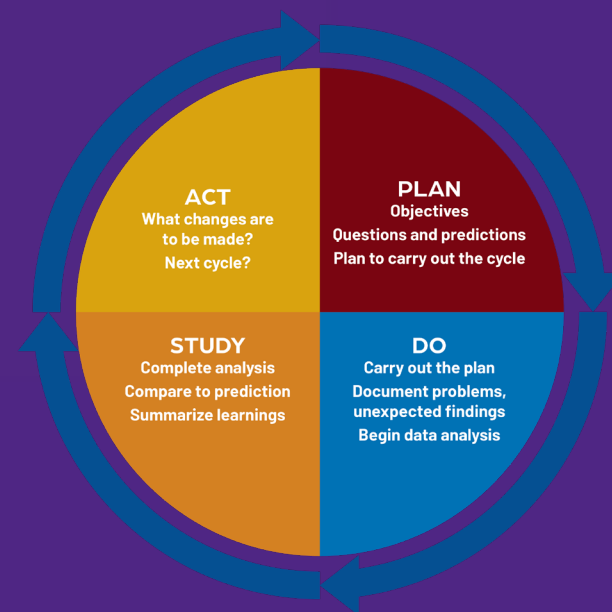 ACT
What changes are
to be made?
Next cycle?
PLAN
Objectives
Questions and predictions
Plan to carry out the cycle
STUDY
Complete analysis
Compare to prediction
Summarize learnings
DO
Carry out the plan
Document problems,
unexpected findings
Begin data analysis